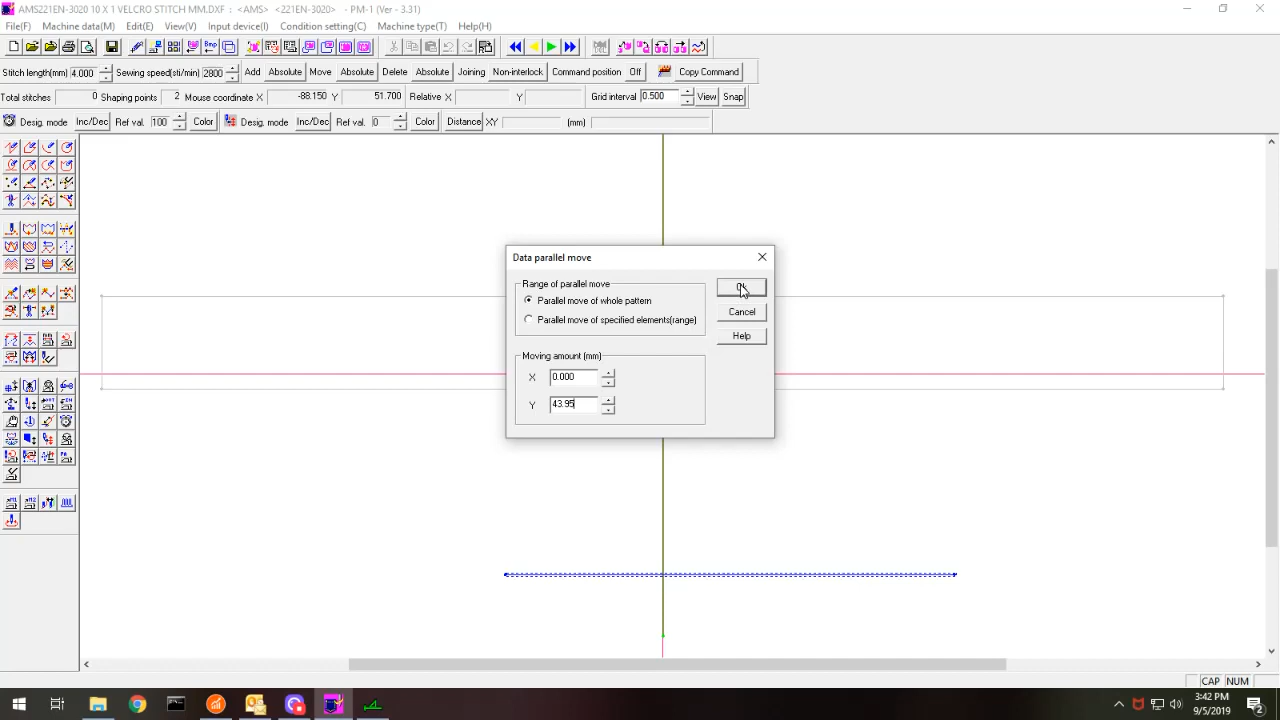 AMS221EN-3020 10 X 1 VELCRO STITCH MM.DXF : <AMS> <221EN-3020> - PM-1 (Ver - 3.31)
File(F) Machine data(M) Edit(E) View(V) Input device(I) Condition setting(C) Machine type(T) Help(H)
Stitch length(mm) 4.000 Sewing speed(sti/min) 2800 Add Absolute Move Absolute Delete Absolute Joining Non-interlock Command position Off Copy Command
Total stitches 0 Shaping points 2 Mouse coordinate X -88.150 Y 51.700 Relative X Y Grid interval 0.500 View Snap
Desig. mode Inc/Dec Ref val. 100 Color Desig. mode Inc/Dec Ref val. 0 Color Distance XY (mm)
Data parallel move
Range of parallel move
Parallel move of whole pattern
Cancel
Parallel move of specified elements(range)
Help
Moving amount (mm)
X 0.000
Y 43.95
CAP NUM
3:42 PM
9/5/2019
2